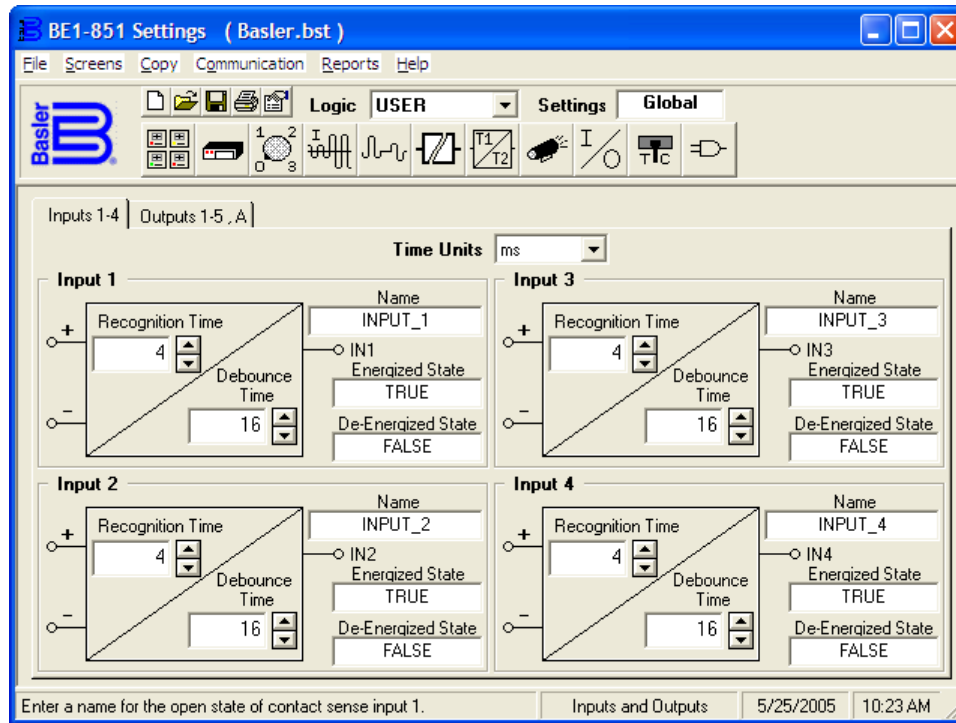 BE1-851 Settings ( Basler.bst )
File Screens Copy Communication Reports Help
Basler
Logic USER Settings Global
1 2 0 3 I T1 T2 I O T C
Inputs 1-4 Outputs 1-5 , A
Time Units ms
Input 1
+
-
Recognition Time
4
Debounce
Time
16
Name
INPUT_1
IN1
Energized State
TRUE
De-Energized State
FALSE
Input 3
+
-
Recognition Time
4
Debounce
Time
16
Name
INPUT_3
IN3
Energized State
TRUE
De-Energized State
FALSE
Input 2
+
-
Recognition Time
4
Debounce
Time
16
Name
INPUT_2
IN2
Energized State
TRUE
De-Energized State
FALSE
Input 4
+
-
Recognition Time
4
Debounce
Time
16
Name
INPUT_4
IN4
Energized State
TRUE
De-Energized State
FALSE
Enter a name for the open state of contact sense input 1. Inputs and Outputs 5/25/2005 10:23 AM